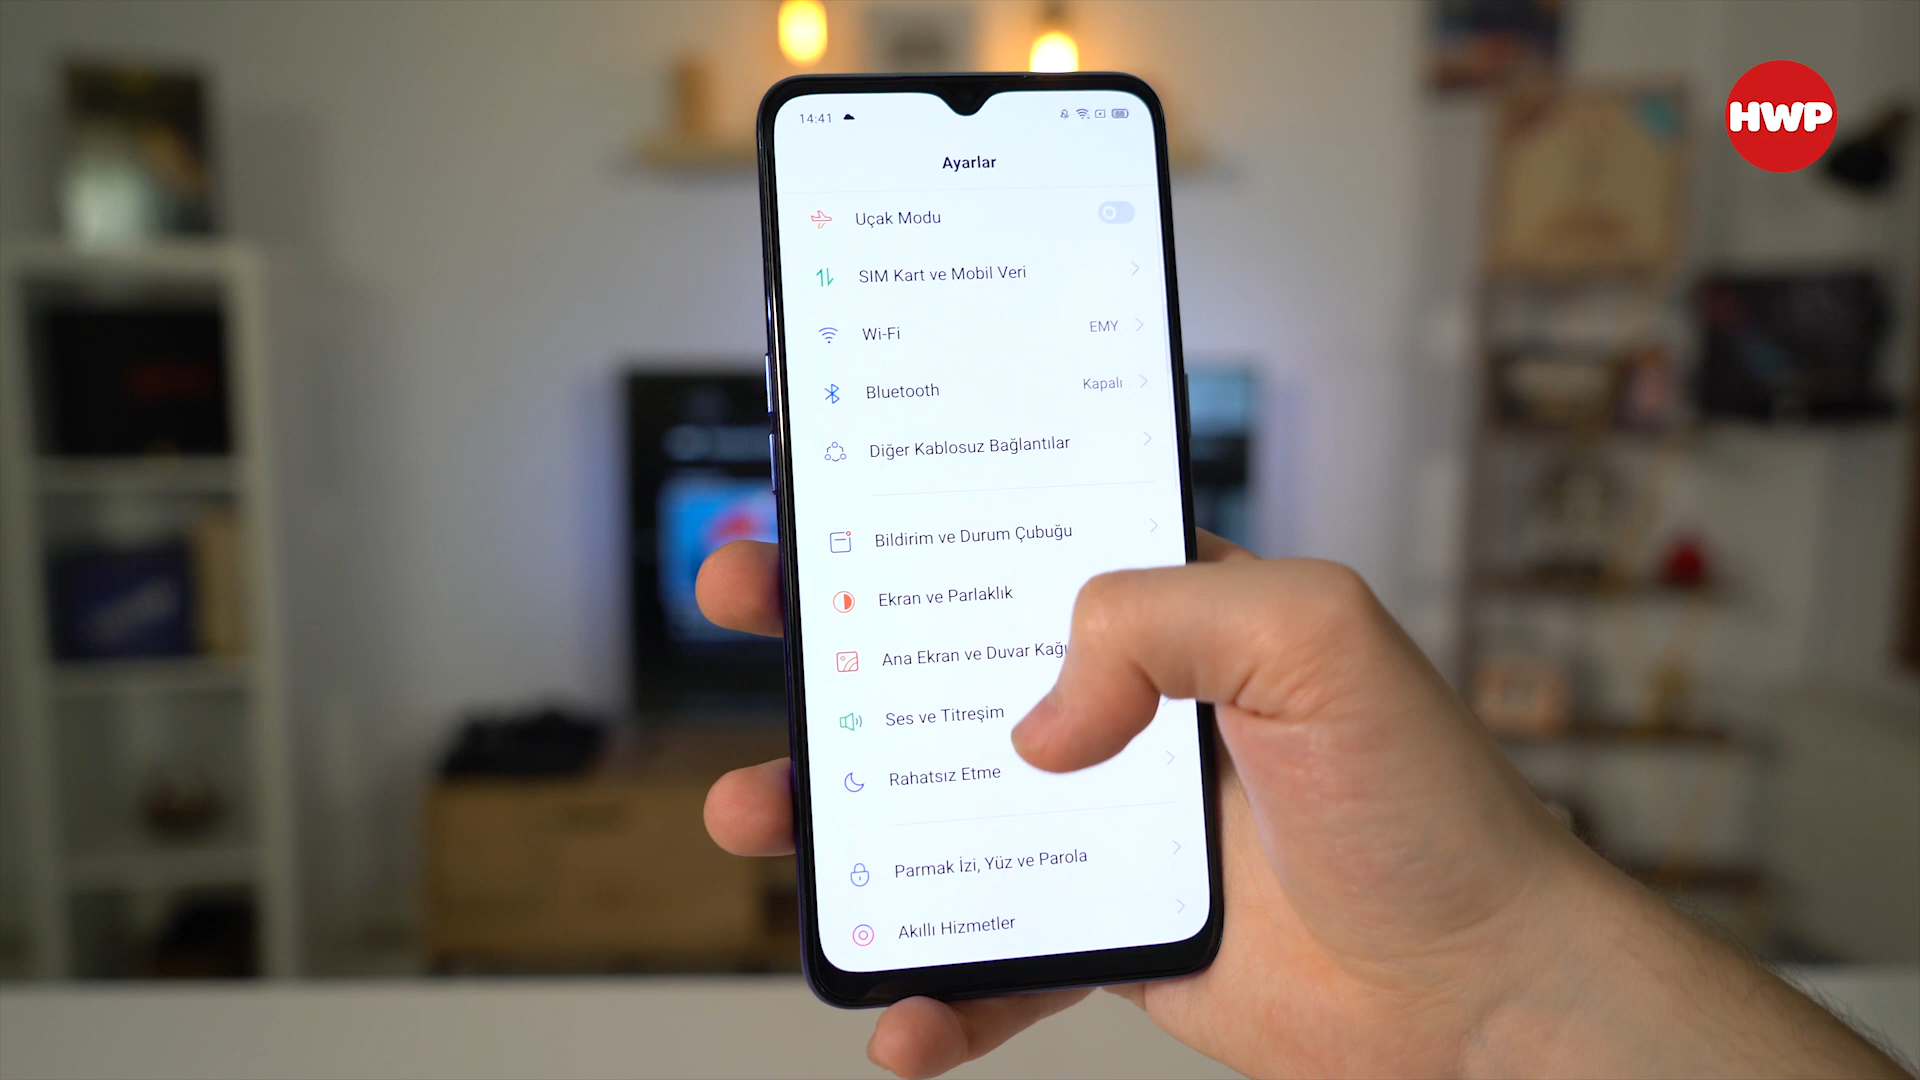 HWP
14:41
88
Ayarlar
Uçak Modu
SIM Kart ve Mobil Veri
Wi-Fi EMY
Bluetooth Kapalı
Diğer Kablosuz Bağlantılar
Bildirim ve Durum Çubuğu
Ekran ve Parlaklık
Ana Ekran ve Duvar Kağı
Ses ve Titreşim
Rahatsız Etme
Parmak İzi, Yüz ve Parola
Akıllı Hizmetler